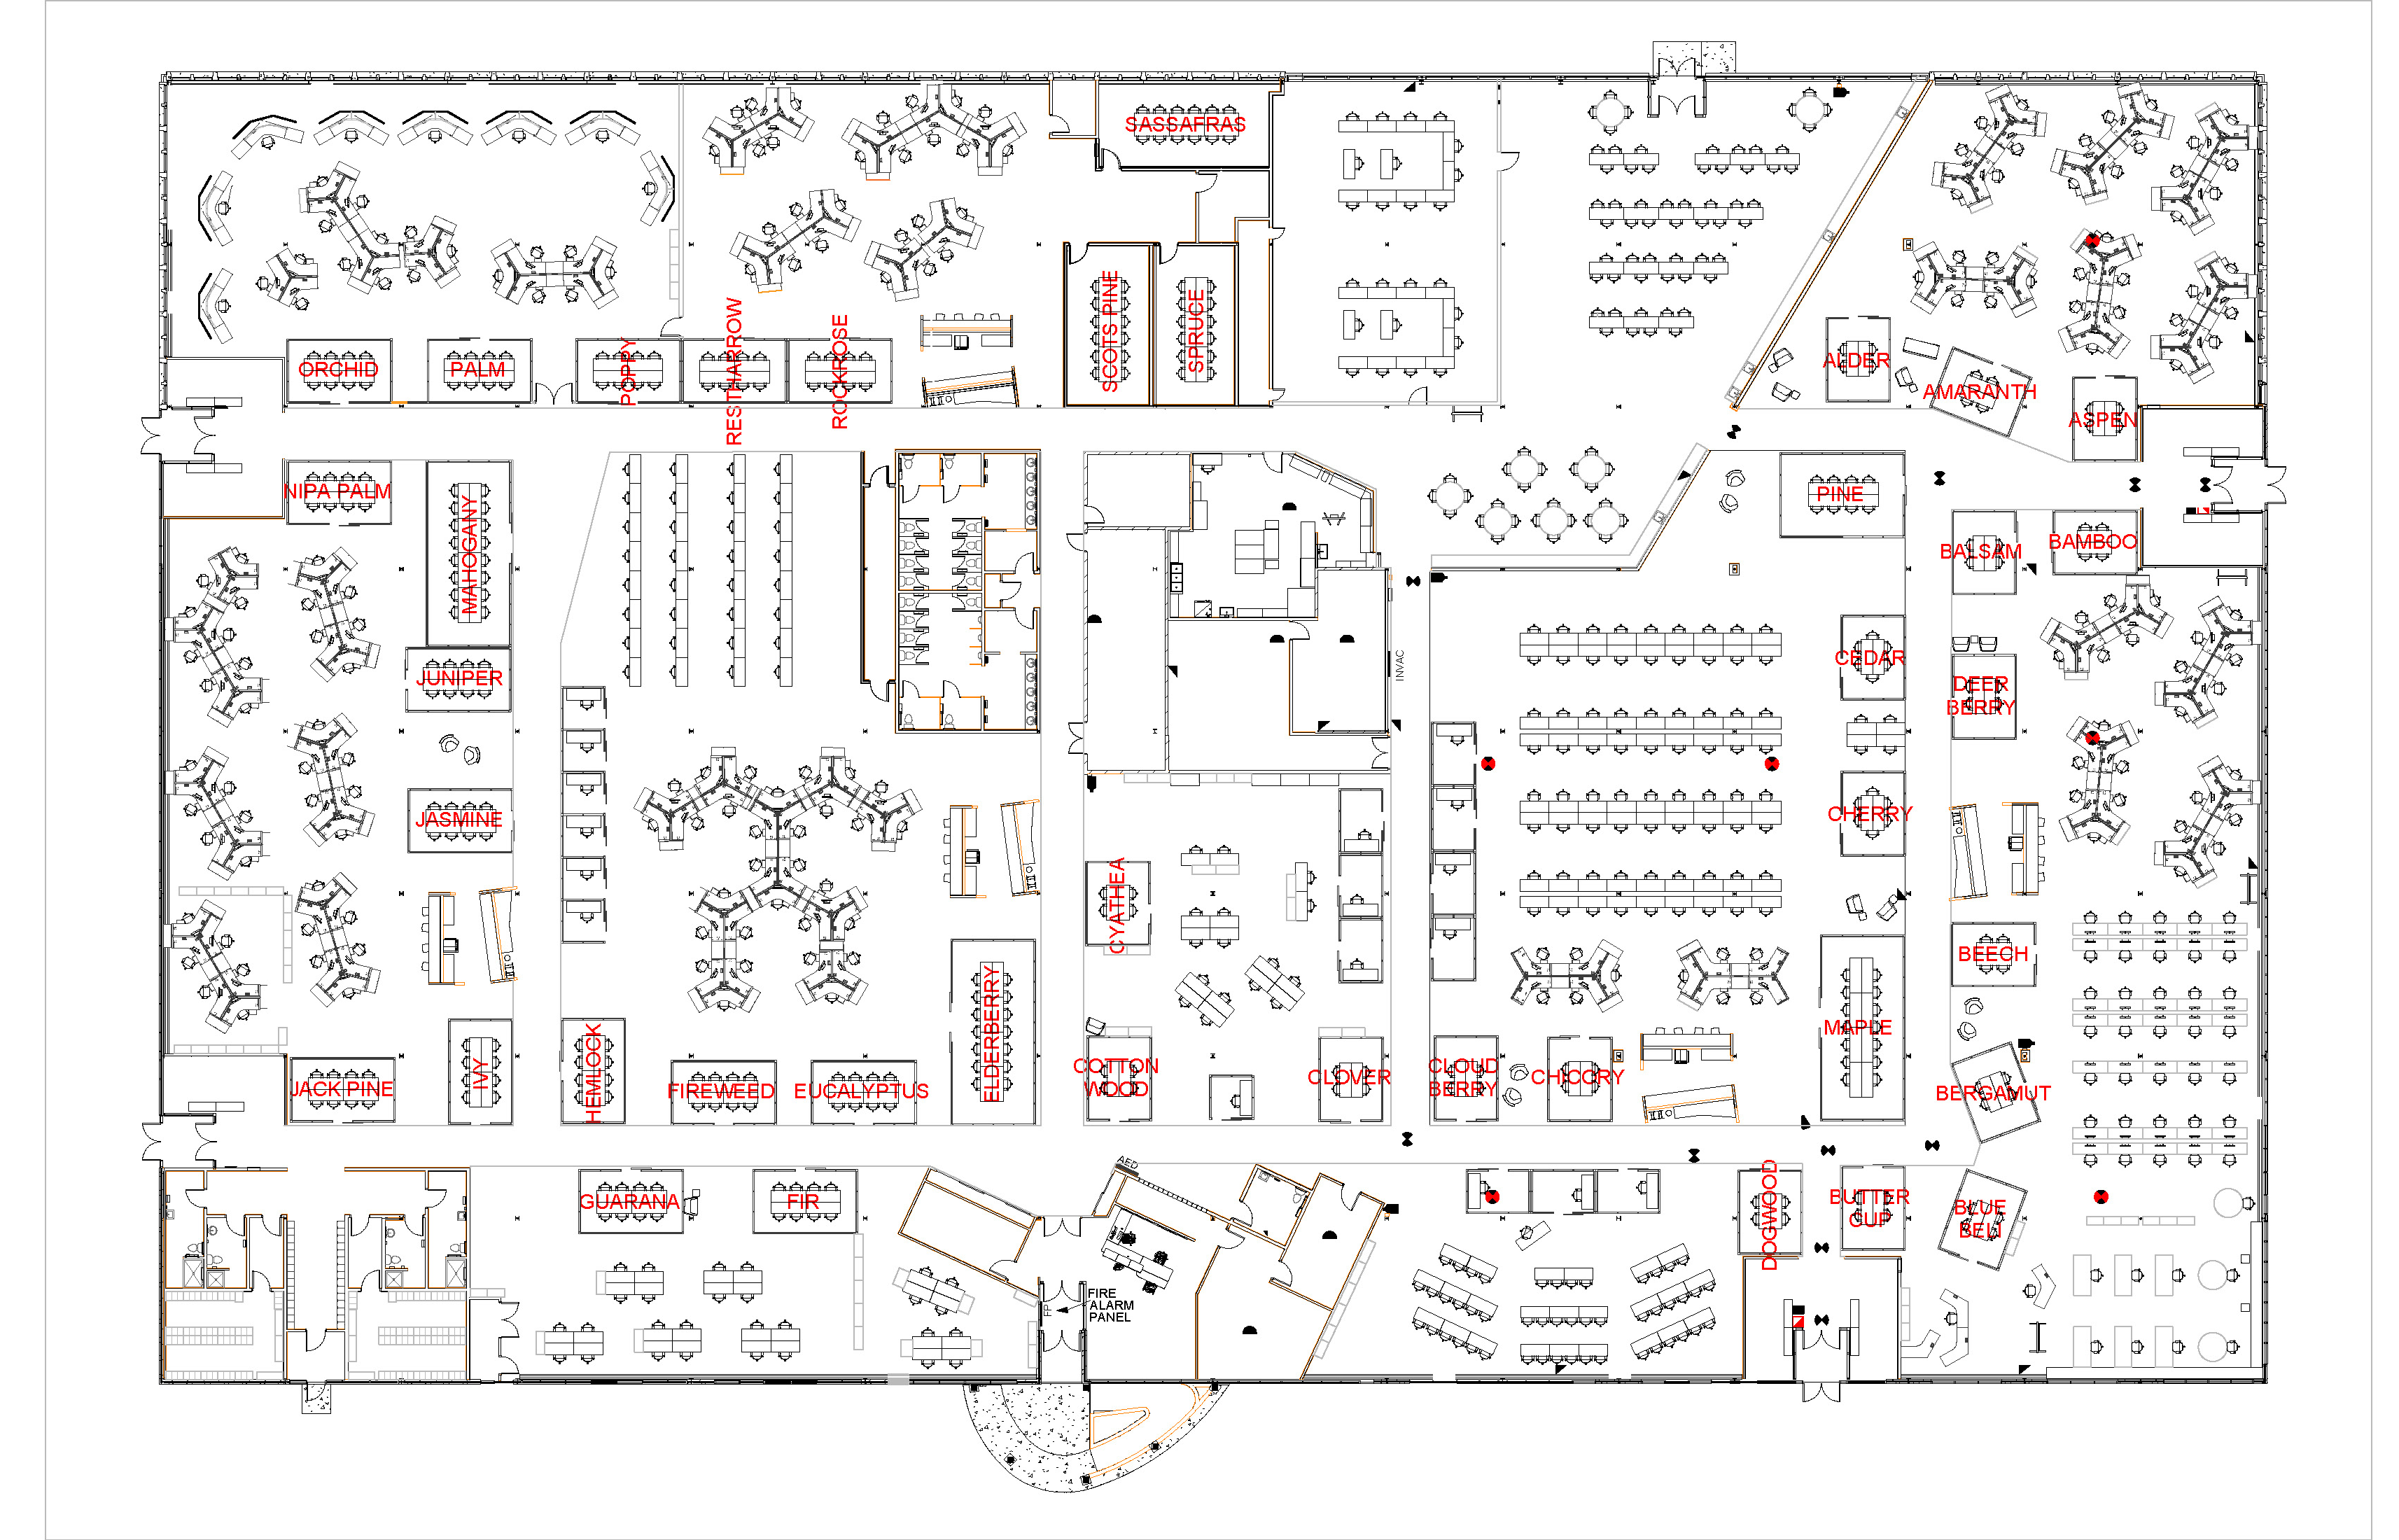 SASSAFRAS
ORCHID
PALM
POPPY
RESTHARROW
ROCKROSE
SCOTS PINE
SPRUCE
ALDER
AMARANTH
ASPEN
NIPA PALM
MAHOGANY
PINE
BALSAM
BAMBOO
JUNIPER
INVAC
CEDAR
DEER
BERRY
JASMINE
CHERRY
CYATHEA
BEECH
ELDERBERRY
MAPLE
HEMLOCK
IVY
JACK PINE
FIREWEED
EUCALYPTUS
COTTON
WOOD
CLOVER
CLOUD
BERRY
CHICORY
BERGAMUT
AED
GUARANA
FIR
DOGWOOD
BUTTER
CUP
BLUE
BELL
FP
FIRE
ALARM
PANEL